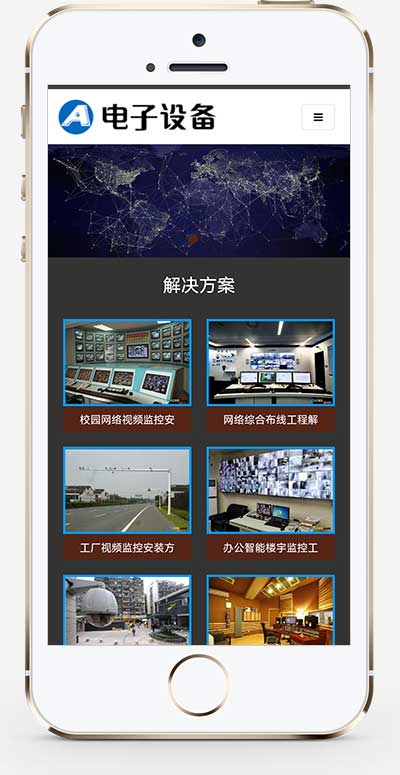 A 电子设备
解决方案
校园网络视频监控安
网络综合布线工程解
工厂视频监控安装方
办公智能楼宇监控工